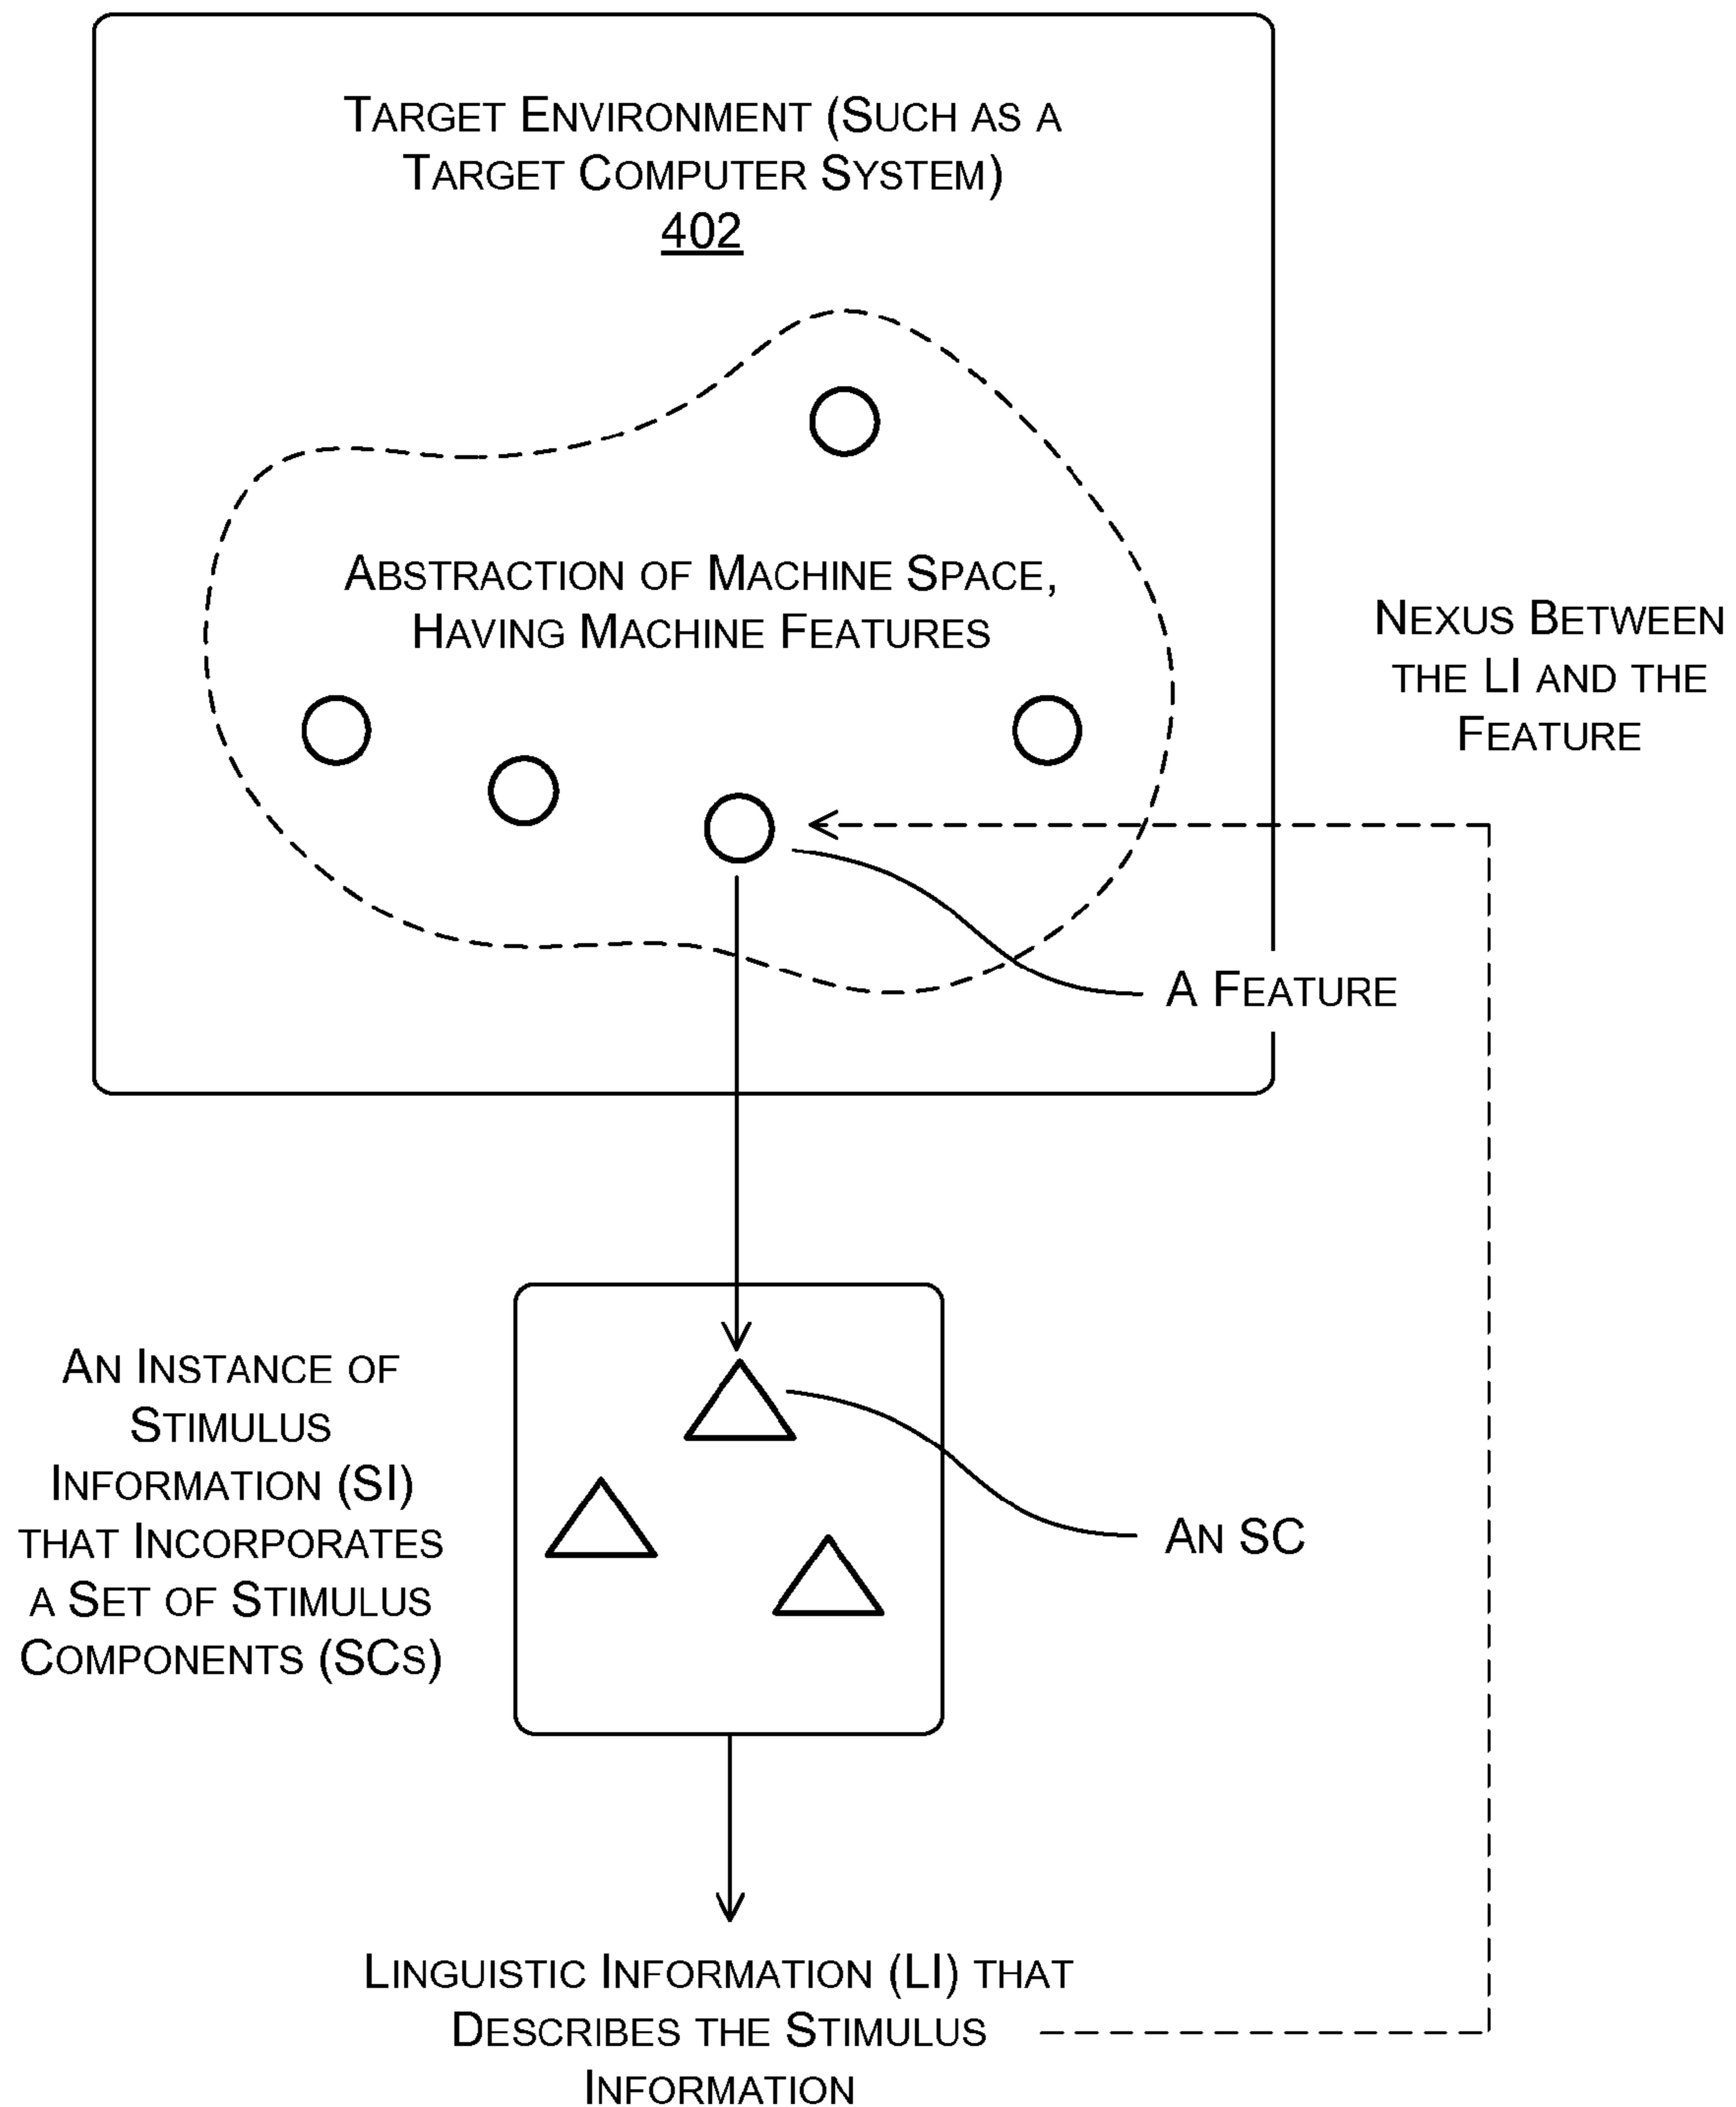 TARGET ENVIRONMENT (SUCH AS A
TARGET COMPUTER SYSTEM)
402
ABSTRACTION OF MACHINE SPACE,
HAVING MACHINE FEATURES
NEXUS BETWEEN
THE LI AND THE
FEATURE
A FEATURE
AN INSTANCE OF
STIMULUS
INFORMATION (SI)
THAT INCORPORATES
A SET OF STIMULUS
COMPONENTS (SCS)
AN SC
LINGUISTIC INFORMATION (LI) THAT
DESCRIBES THE STIMULUS
INFORMATION